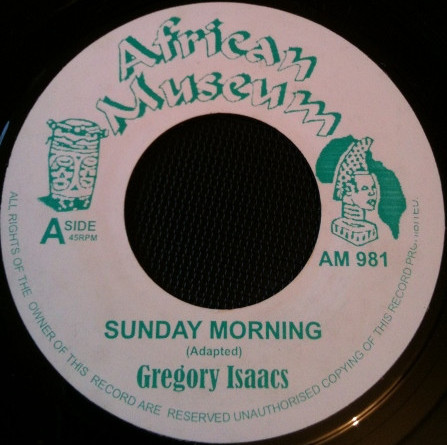 African
Museum
A SIDE
45RPM
AM 981
SUNDAY MORNING
(Adapted)
Gregory Isaacs
ALL RIGHTS OF THE OWNER OF THIS RECORD ARE RESERVED UNAUTHORISED COPYING OF THIS RECORD PROHIBITED